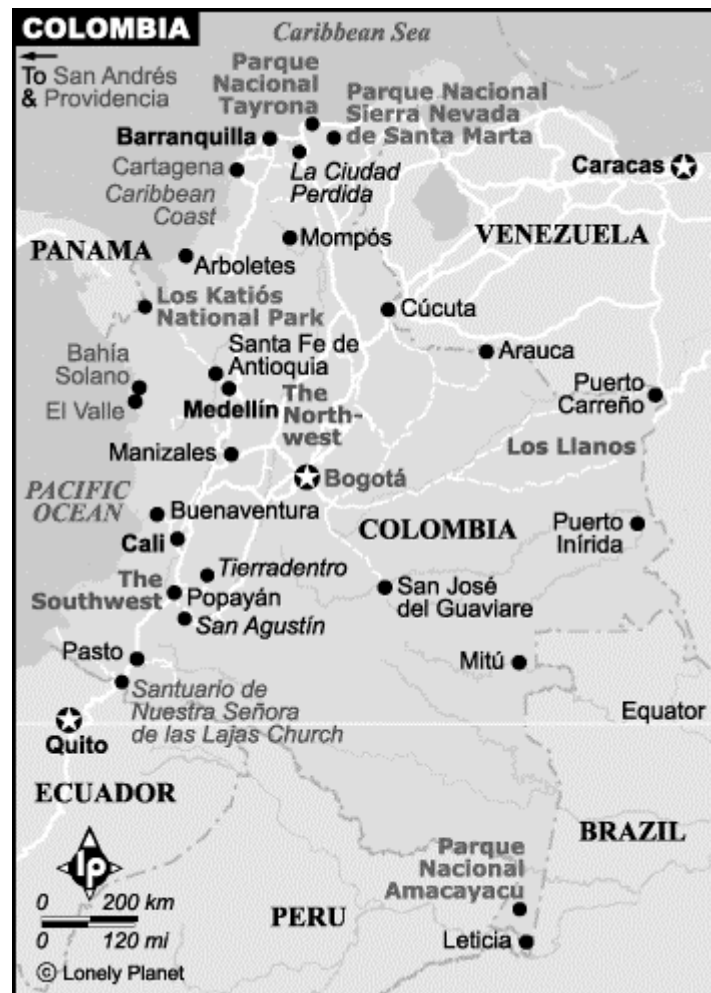 COLOMBIA
Caribbean Sea
To San Andrés
& Providencia
Parque
Nacional
Tayrona
Parque Nacional
Sierra Nevada
de Santa Marta
Barranquilla
Cartagena
Caribbean
Coast
La Ciudad
Perdida
Caracas
PANAMA
Mompós
VENEZUELA
Arboletes
Los Katiós
National Park
Cúcuta
Santa Fe de
Antioquia
Arauca
Bahía
Solano
El Valle
Medellín
The
North-
west
Puerto
Carreño
Manizales
Los Llanos
Bogotá
PACIFIC
OCEAN
Buenaventura
COLOMBIA
Puerto
Inírida
Cali
Tierradentro
The
Southwest
Popayán
San José
del Guaviare
San Agustín
Pasto
Mitú
Santuario de
Nuestra Señora
de las Lajas Church
Equator
Quito
ECUADOR
BRAZIL
Parque
Nacional
Amacayacu
lp
0 200 km
0 120 mi
PERU
Leticia
© Lonely Planet